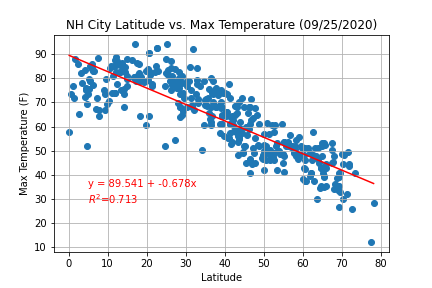 NH City Latitude vs. Max Temperature (09/25/2020)
Max Temperature (F)
90
80
70
60
50
40
30
20
10
y = 89.541 + -0.678x
R²=0.713
0 10 20 30 40 50 60 70 80
Latitude